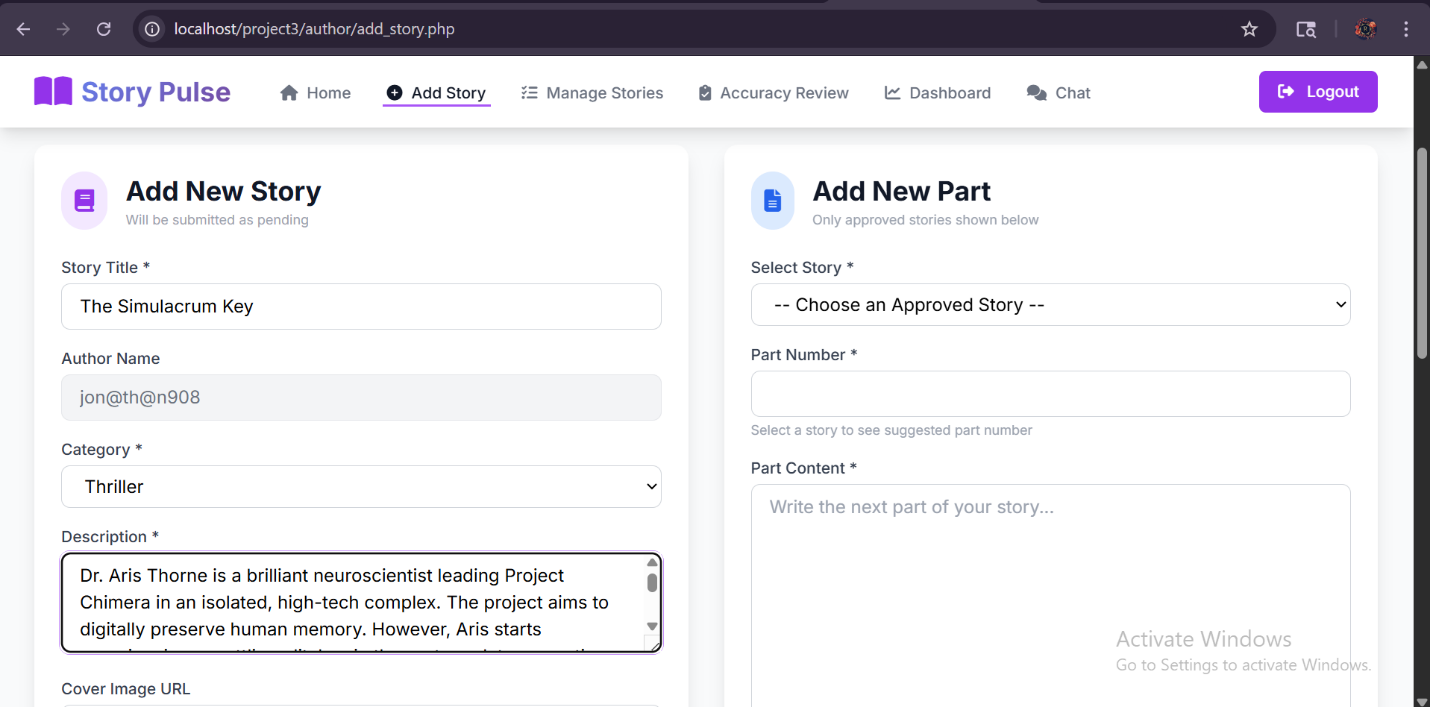 localhost/project3/author/add_story.php
Story Pulse
Home
Add Story
Manage Stories
Accuracy Review
Dashboard
Chat
Logout
Add New Story
Will be submitted as pending
Story Title *
The Simulacrum Key
Author Name
jon@th@n908
Category *
Thriller
Description *
Dr. Aris Thorne is a brilliant neuroscientist leading Project
Chimera in an isolated, high-tech complex. The project aims to
digitally preserve human memory. However, Aris starts
Cover Image URL
Add New Part
Only approved stories shown below
Select Story *
-- Choose an Approved Story --
Part Number *
Select a story to see suggested part number
Part Content *
Write the next part of your story...
Activate Windows
Go to Settings to activate Windows.